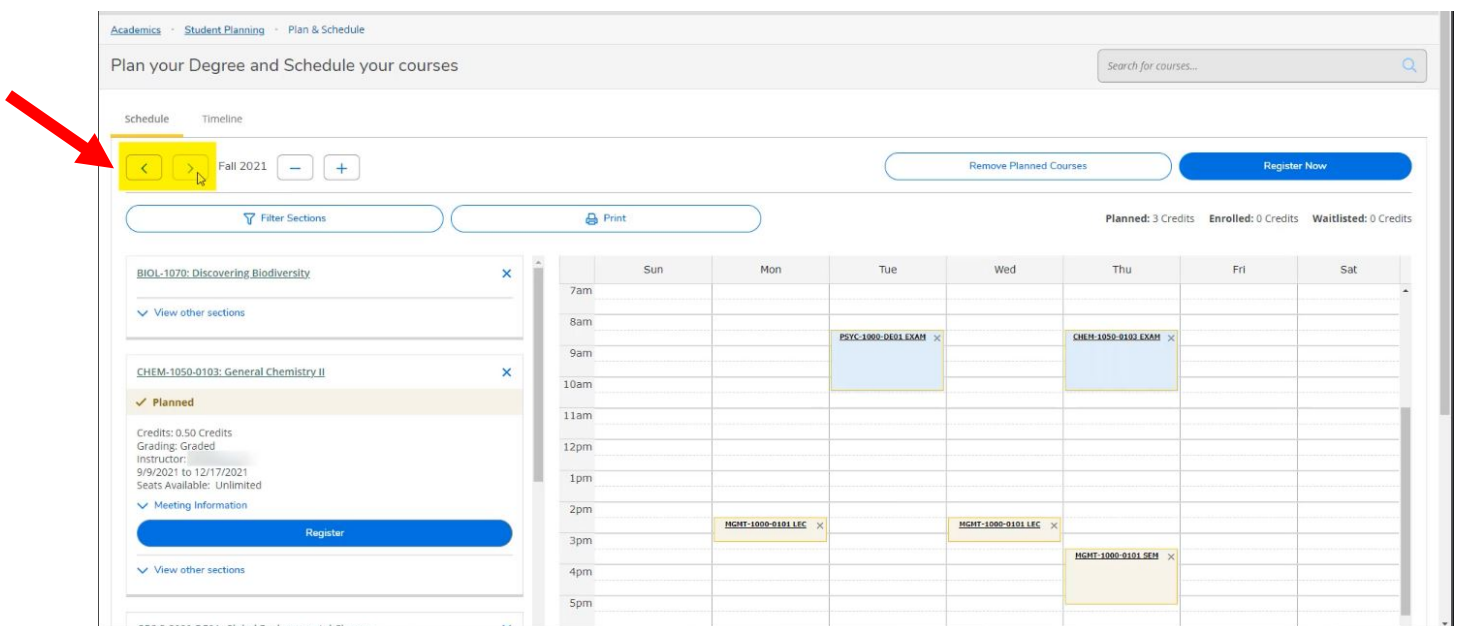 Academics · Student Planning · Plan & Schedule
Plan your Degree and Schedule your courses
Search for courses...
Schedule Timeline
Fall 2021
Remove Planned Courses
Register Now
Filter Sections
Print
Planned: 3 Credits Enrolled: 0 Credits Waitlisted: 0 Credits
BIOL-1070: Discovering Biodiversity
View other sections
CHEM-1050-0103: General Chemistry II
Planned
Credits: 0.50 Credits
Grading: Graded
Instructor:
9/9/2021 to 12/17/2021
Seats Available: Unlimited
Meeting Information
Register
View other sections
Sun Mon Tue Wed Thu Fri Sat
7am
8am
PSYC-1000-DE01 EXAM
CHEM-1050-0103 EXAM
9am
10am
11am
12pm
1pm
2pm
MGMT-1000-0101 LEC
MGMT-1000-0101 LEC
3pm
MGMT-1000-0101 SEM
4pm
5pm